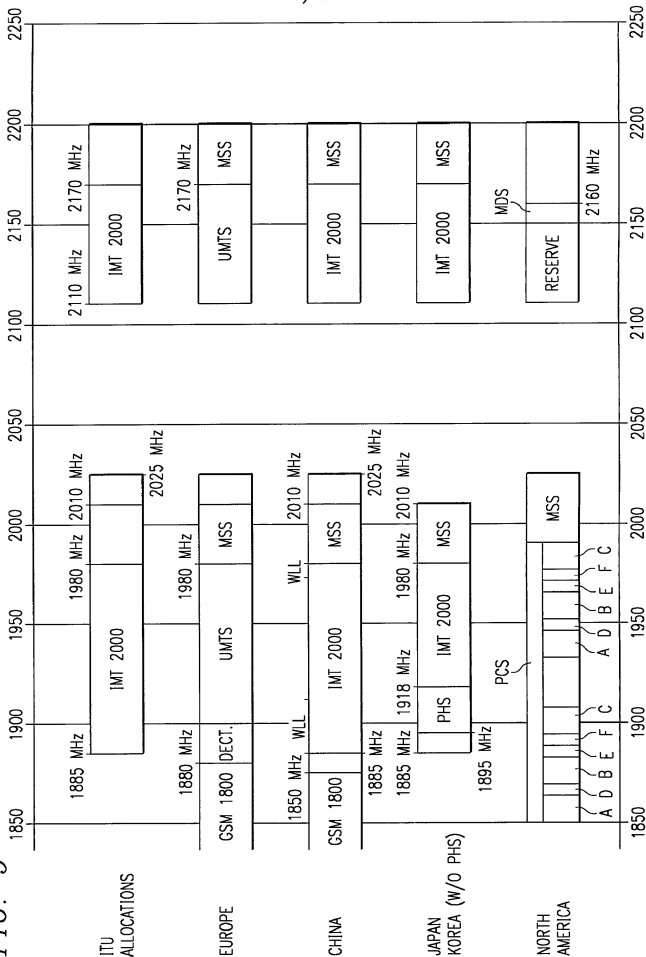 FIG.
1850 1900 1950 2000 2050 2100 2150 2200 2250
ITU
ALLOCATIONS
1885 MHz
IMT 2000
1980 MHz
2010 MHz
2025 MHz
2110 MHz
IMT 2000
2170 MHz
EUROPE
GSM 1800
1880 MHz
DECT.
UMTS
1980 MHz
MSS
UMTS
2170 MHz
MSS
CHINA
GSM 1800
1850 MHz
1885 MHz
WLL
IMT 2000
WLL
MSS
2010 MHz
2025 MHz
IMT 2000
MSS
JAPAN
KOREA (W/O PHS)
1885 MHz
1895 MHz
PHS
1918 MHz
IMT 2000
1980 MHz
MSS
2010 MHz
IMT 2000
MSS
NORTH
AMERICA
PCS
A D B E F C A D B E F C
MSS
RESERVE
MDS
2160 MHz
1850 1900 1950 2000 2050 2100 2150 2200 2250